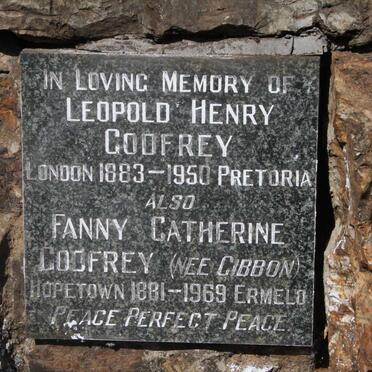 IN LOVING MEMORY OF
LEOPOLD HENRY
GODFREY
LONDON 1883-1950 PRETORIA
ALSO
FANNY CATHERINE
GODFREY (NEE GIBBON)
HOPETOWN 1881-1969 ERMELO
PEACE PERFECT PEACE